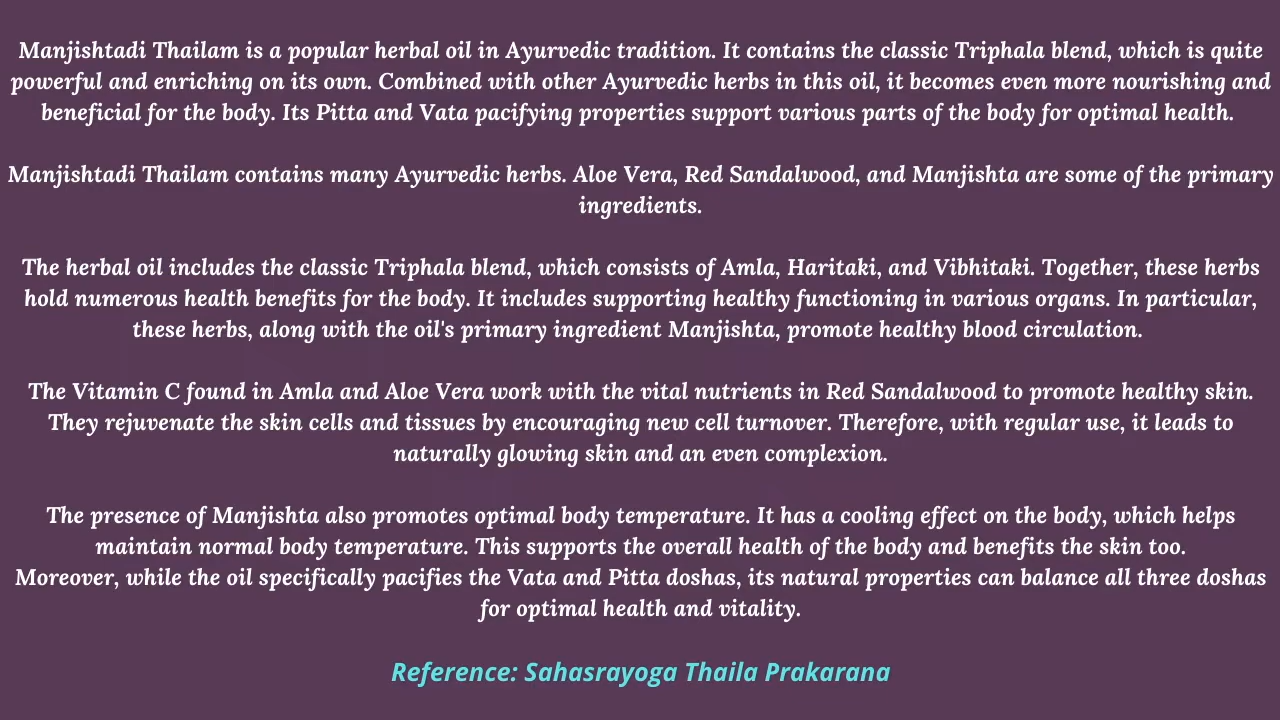 Manjishtadi Thailam is a popular herbal oil in Ayurvedic tradition. It contains the classic Triphala blend, which is quite
powerful and enriching on its own. Combined with other Ayurvedic herbs in this oil, it becomes even more nourishing and
beneficial for the body. Its Pitta and Vata pacifying properties support various parts of the body for optimal health.
Manjishtadi Thailam contains many Ayurvedic herbs. Aloe Vera, Red Sandalwood, and Manjishta are some of the primary
ingredients.
The herbal oil includes the classic Triphala blend, which consists of Amla, Haritaki, and Vibhitaki. Together, these herbs
hold numerous health benefits for the body. It includes supporting healthy functioning in various organs. In particular,
these herbs, along with the oil's primary ingredient Manjishta, promote healthy blood circulation.
The Vitamin C found in Amla and Aloe Vera work with the vital nutrients in Red Sandalwood to promote healthy skin.
They rejuvenate the skin cells and tissues by encouraging new cell turnover. Therefore, with regular use, it leads to
naturally glowing skin and an even complexion.
The presence of Manjishta also promotes optimal body temperature. It has a cooling effect on the body, which helps
maintain normal body temperature. This supports the overall health of the body and benefits the skin too.
Moreover, while the oil specifically pacifies the Vata and Pitta doshas, its natural properties can balance all three doshas
for optimal health and vitality.
Reference: Sahasrayoga Thaila Prakarana